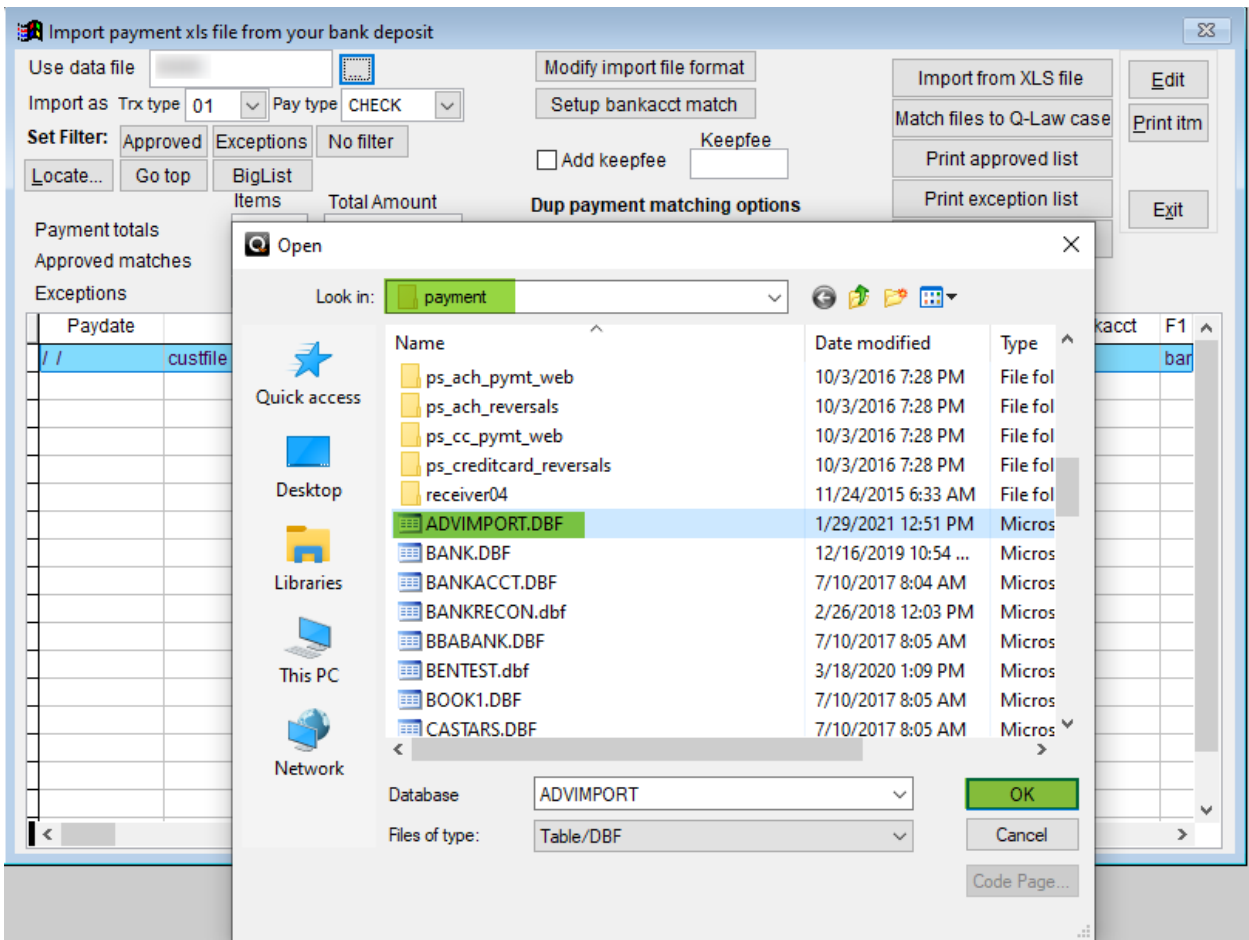 Import payment xls file from your bank deposit
Use data file ... Modify import file format Import from XLS file Edit
Import as Trx type 01 Pay type CHECK Setup bankacct match Match files to Q-Law case Print itm
Set Filter: Approved Exceptions No filter Add keepfee Keepfee Print approved list
Locate... Go top BigList Print exception list Exit
Items Total Amount Dup payment matching options
Payment totals
Approved matches
Exceptions
Paydate kacct F1
/ / custfile bar
Open
Look in: payment
Quick access
Desktop
Libraries
This PC
Network
Name Date modified Type
ps_ach_pymt_web 10/3/2016 7:28 PM File fol
ps_ach_reversals 10/3/2016 7:28 PM File fol
ps_cc_pymt_web 10/3/2016 7:28 PM File fol
ps_creditcard_reversals 10/3/2016 7:28 PM File fol
receiver04 11/24/2015 6:33 AM File fol
ADVIMPORT.DBF 1/29/2021 12:51 PM Micros
BANK.DBF 12/16/2019 10:54 ... Micros
BANKACCT.DBF 7/10/2017 8:04 AM Micros
BANKRECON.dbf 2/26/2018 12:03 PM Micros
BBABANK.DBF 7/10/2017 8:05 AM Micros
BENTEST.dbf 3/18/2020 1:09 PM Micros
BOOK1.DBF 7/10/2017 8:05 AM Micros
CASTARS.DBF 7/10/2017 8:05 AM Micros
Database ADVIMPORT OK
Files of type: Table/DBF Cancel
Code Page...